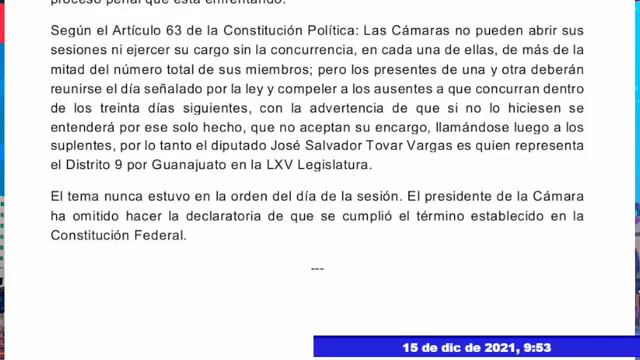 proceso penal que está enfrentando.
Según el Artículo 63 de la Constitución Política: Las Cámaras no pueden abrir sus
sesiones ni ejercer su cargo sin la concurrencia, en cada una de ellas, de más de la
mitad del número total de sus miembros; pero los presentes de una y otra deberán
reunirse el día señalado por la ley y compeler a los ausentes a que concurran dentro
de los treinta días siguientes, con la advertencia de que si no lo hiciesen se
entenderá por ese solo hecho, que no aceptan su encargo, llamándose luego a los
suplentes, por lo tanto el diputado José Salvador Tovar Vargas es quien representa
el Distrito 9 por Guanajuato en la LXV Legislatura.
El tema nunca estuvo en la orden del día de la sesión. El presidente de la Cámara
ha omitido hacer la declaratoria de que se cumplió el término establecido en la
Constitución Federal.
---
15 de dic de 2021, 9:53